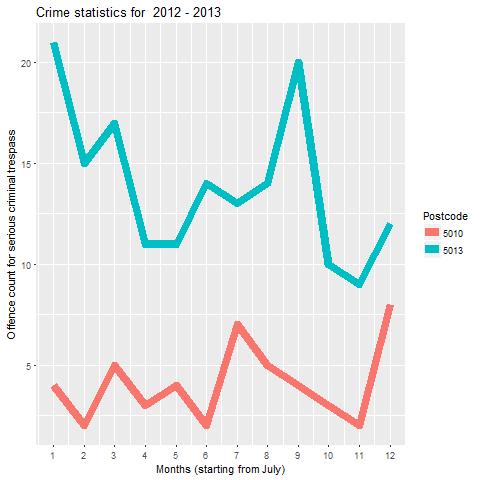 Crime statistics for  2012 - 2013
Offence count for serious criminal trespass
20
15
10
5
1 2 3 4 5 6 7 8 9 10 11 12
Months (starting from July)
Postcode
5010
5013